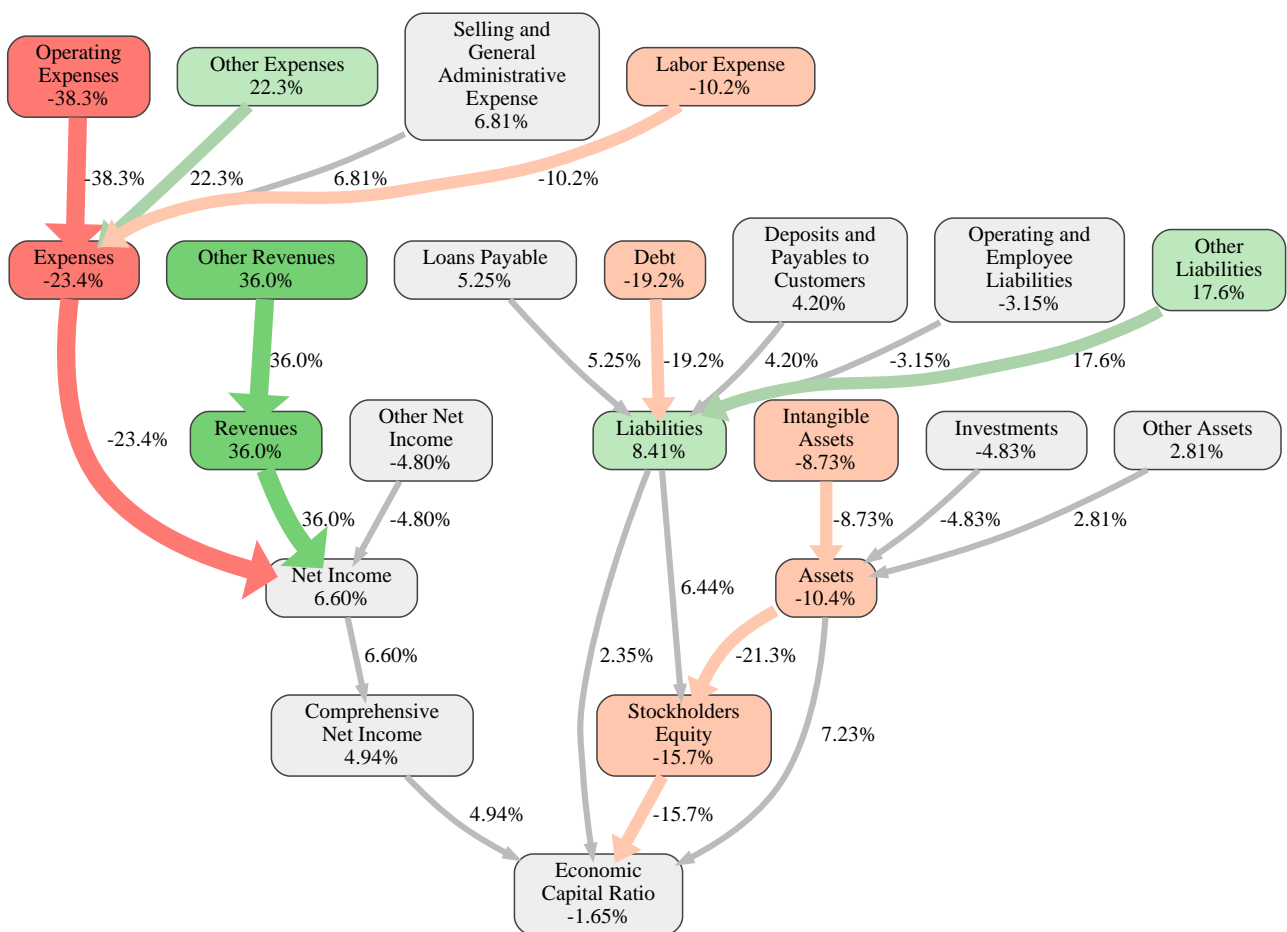 Operating
Expenses
-38.3%
Other Expenses
22.3%
Selling and
General
Administrative
Expense
6.81%
Labor Expense
-10.2%
-38.3%
22.3%
6.81%
-10.2%
Expenses
-23.4%
Other Revenues
36.0%
Loans Payable
5.25%
Debt
-19.2%
Deposits and
Payables to
Customers
4.20%
Operating and
Employee
Liabilities
-3.15%
Other
Liabilities
17.6%
36.0%
5.25%
-19.2%
4.20%
-3.15%
17.6%
-23.4%
Revenues
36.0%
Other Net
Income
-4.80%
Liabilities
8.41%
Intangible
Assets
-8.73%
Investments
-4.83%
Other Assets
2.81%
36.0%
-4.80%
-8.73%
-4.83%
2.81%
Net Income
6.60%
6.44%
Assets
-10.4%
6.60%
2.35%
-21.3%
Comprehensive
Net Income
4.94%
Stockholders
Equity
-15.7%
7.23%
4.94%
-15.7%
Economic
Capital Ratio
-1.65%